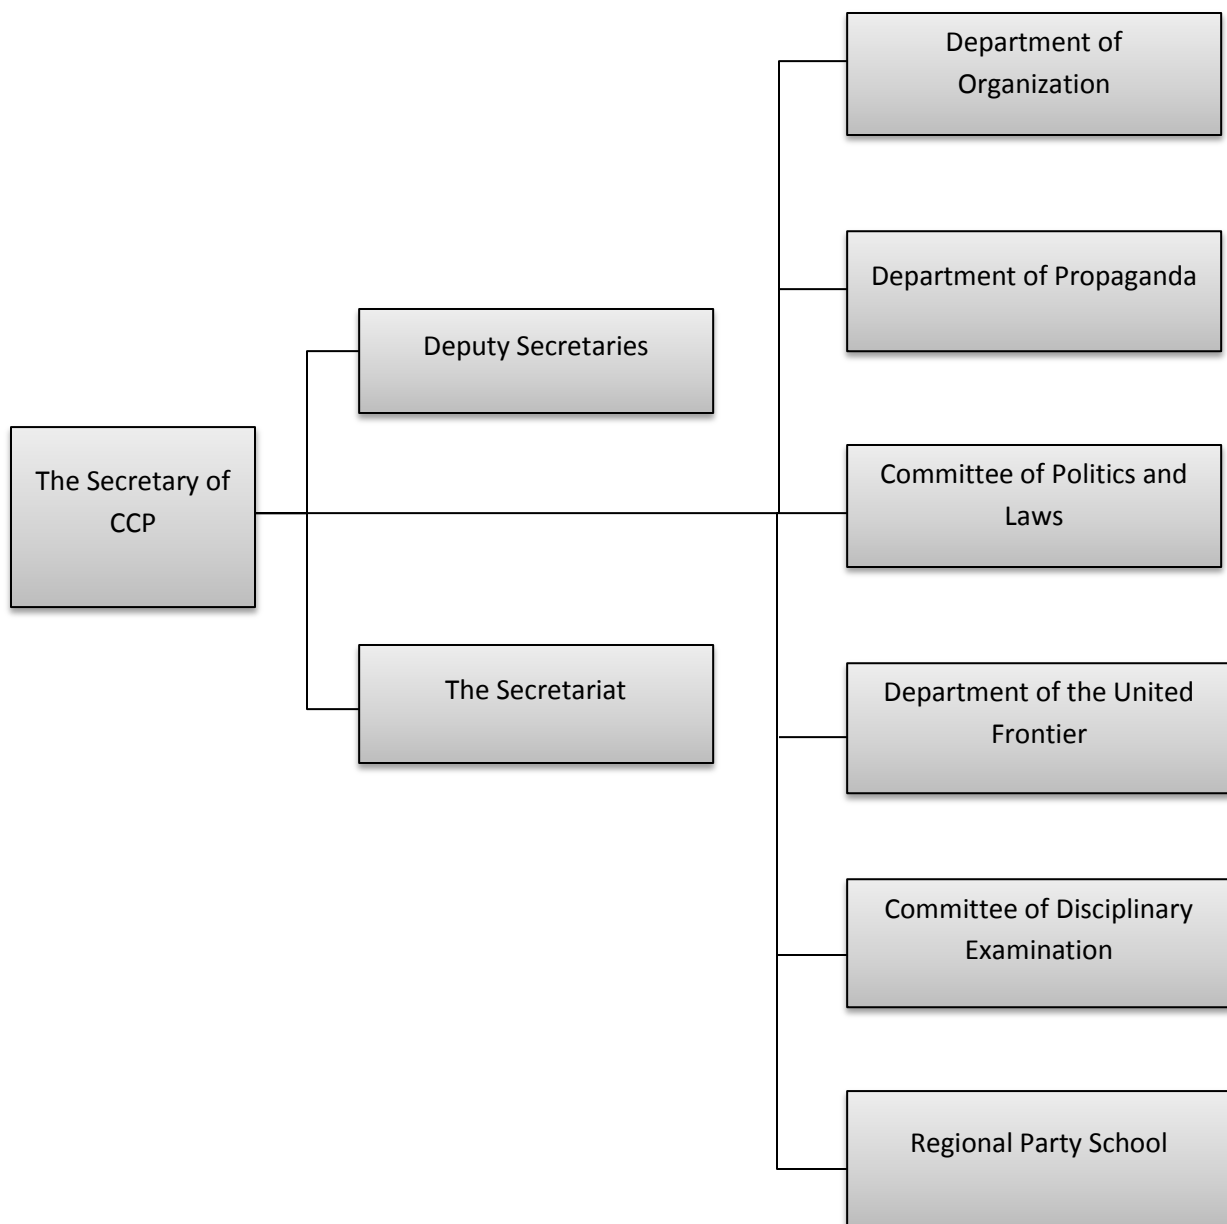 The Secretary of
CCP
Deputy Secretaries
The Secretariat
Department of
Organization
Department of Propaganda
Committee of Politics and
Laws
Department of the United
Frontier
Committee of Disciplinary
Examination
Regional Party School